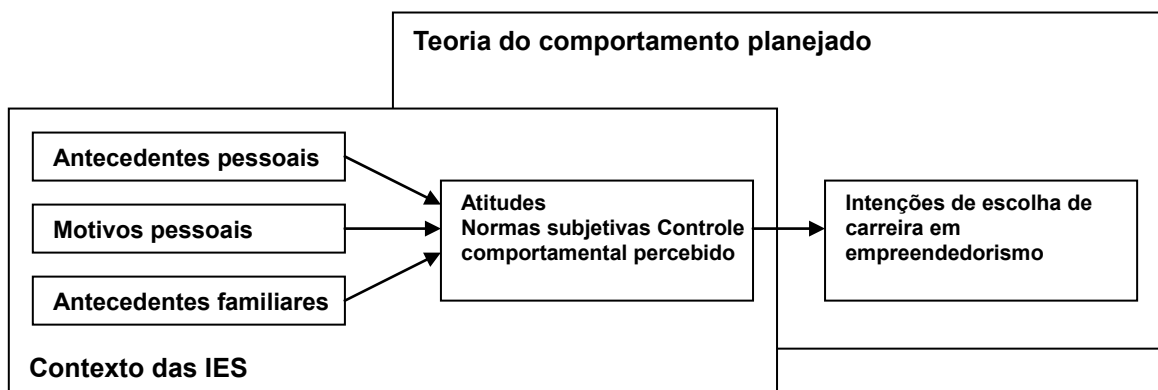 Teoria do comportamento planejado
Antecedentes pessoais
Motivos pessoais
Antecedentes familiares
Atitudes
Normas subjetivas Controle
comportamental percebido
Intenções de escolha de
carreira em
empreendedorismo
Contexto das IES